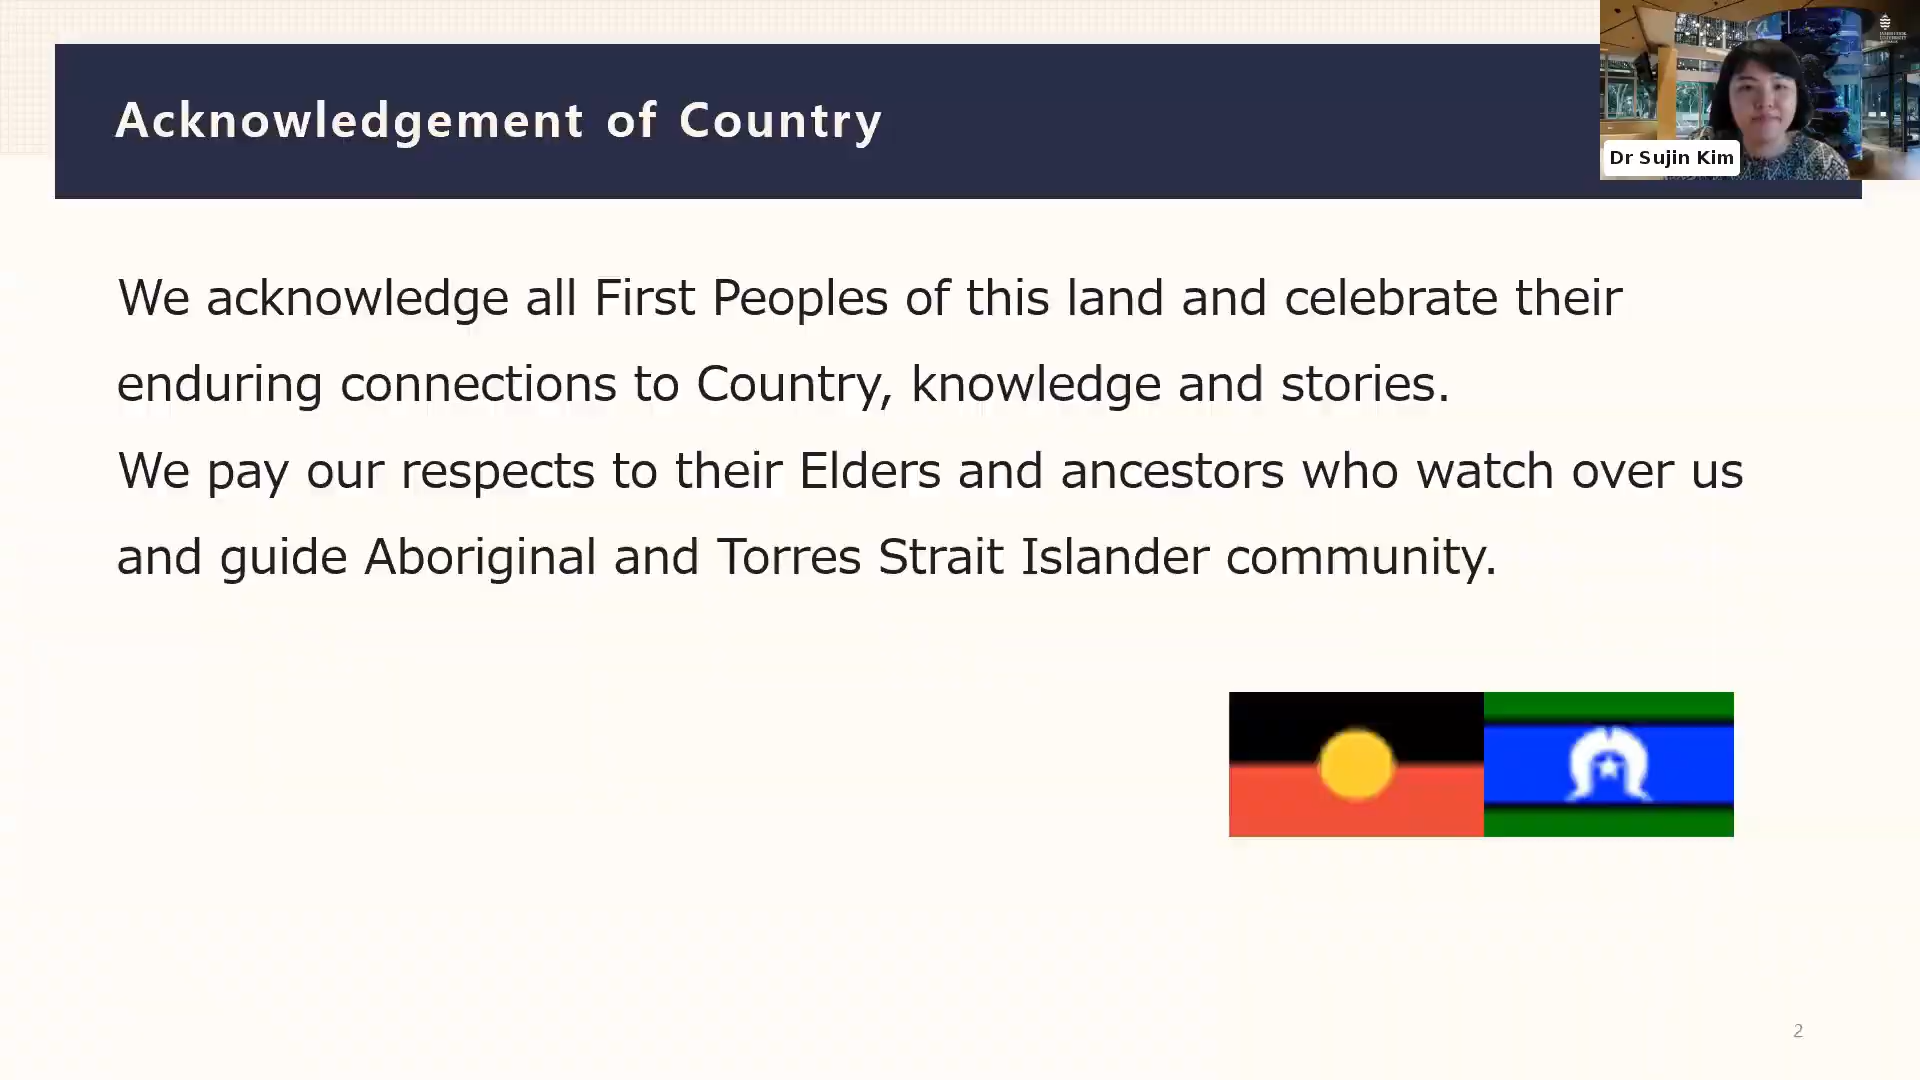 Acknowledgement of Country
Dr Sujin Kim
We acknowledge all First Peoples of this land and celebrate their
enduring connections to Country, knowledge and stories.
We pay our respects to their Elders and ancestors who watch over us
and guide Aboriginal and Torres Strait Islander community.
2